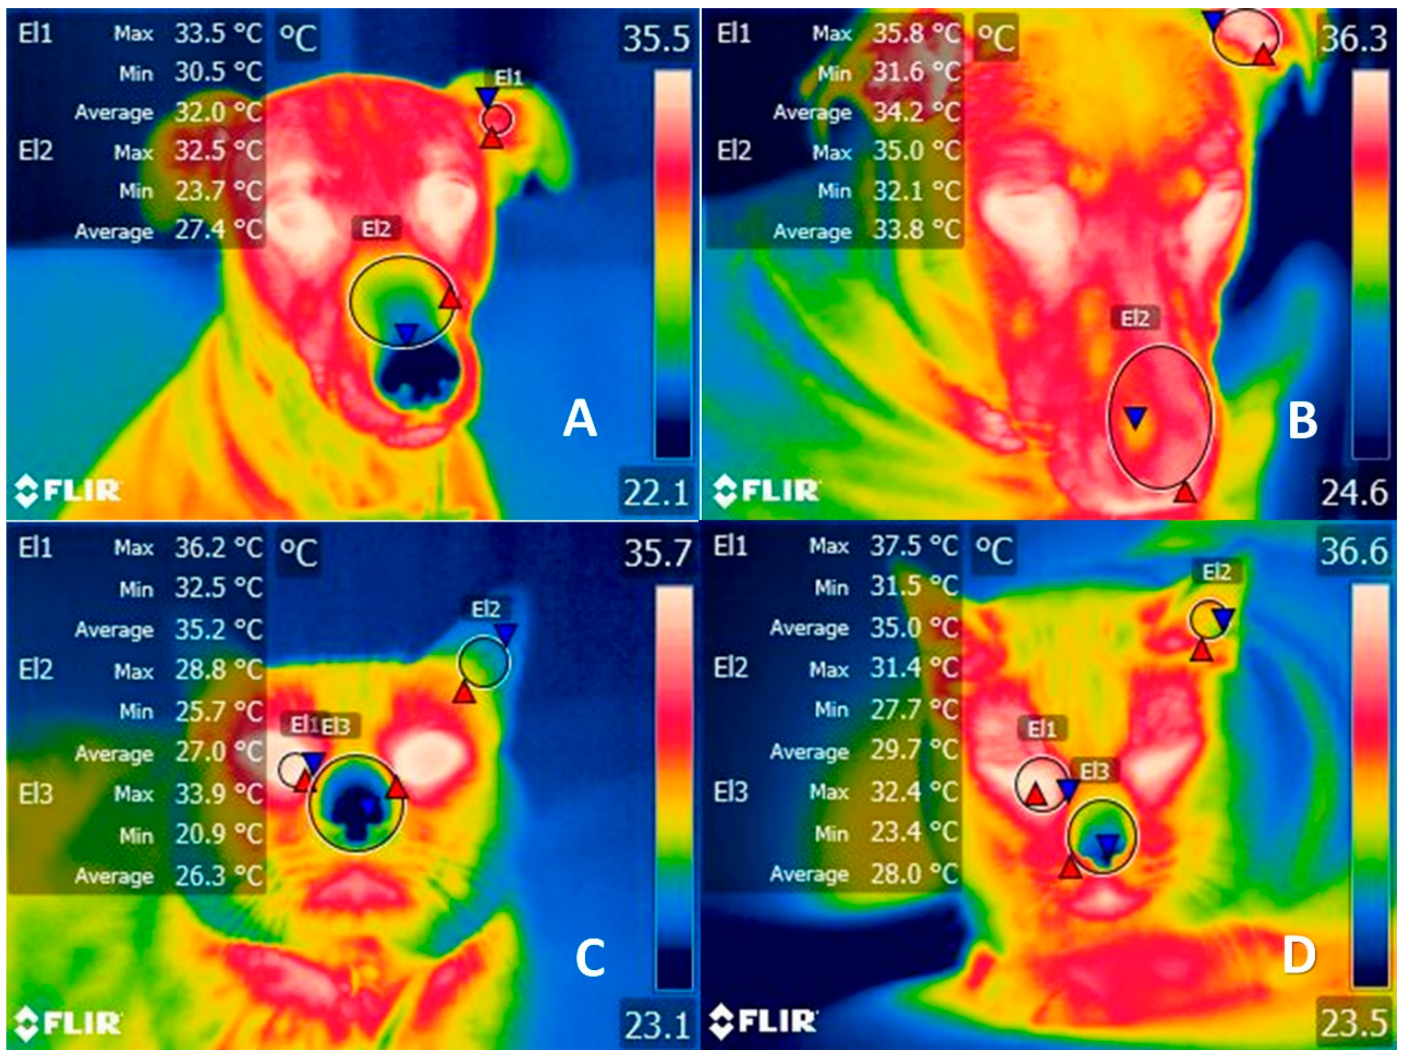 El1 Max 33.5 °C °C 35.5
Min 30.5 °C
Average 32.0 °C
El2 Max 32.5 °C
Min 23.7 °C
Average 27.4 °C
El1
El2
A
FLIR 22.1
El1 Max 35.8 °C °C 36.3
Min 31.6 °C
Average 34.2 °C
El2 Max 35.0 °C
Min 32.1 °C
Average 33.8 °C
El2
B
FLIR 24.6
El1 Max 36.2 °C °C 35.7
Min 32.5 °C
Average 35.2 °C
El2 Max 28.8 °C
Min 25.7 °C
Average 27.0 °C
El3 Max 33.9 °C
Min 20.9 °C
Average 26.3 °C
El2
El1 El3
C
FLIR 23.1
El1 Max 37.5 °C °C 36.6
Min 31.5 °C
Average 35.0 °C
El2 Max 31.4 °C
Min 27.7 °C
Average 29.7 °C
El3 Max 32.4 °C
Min 23.4 °C
Average 28.0 °C
El2
El1
El3
D
FLIR 23.5